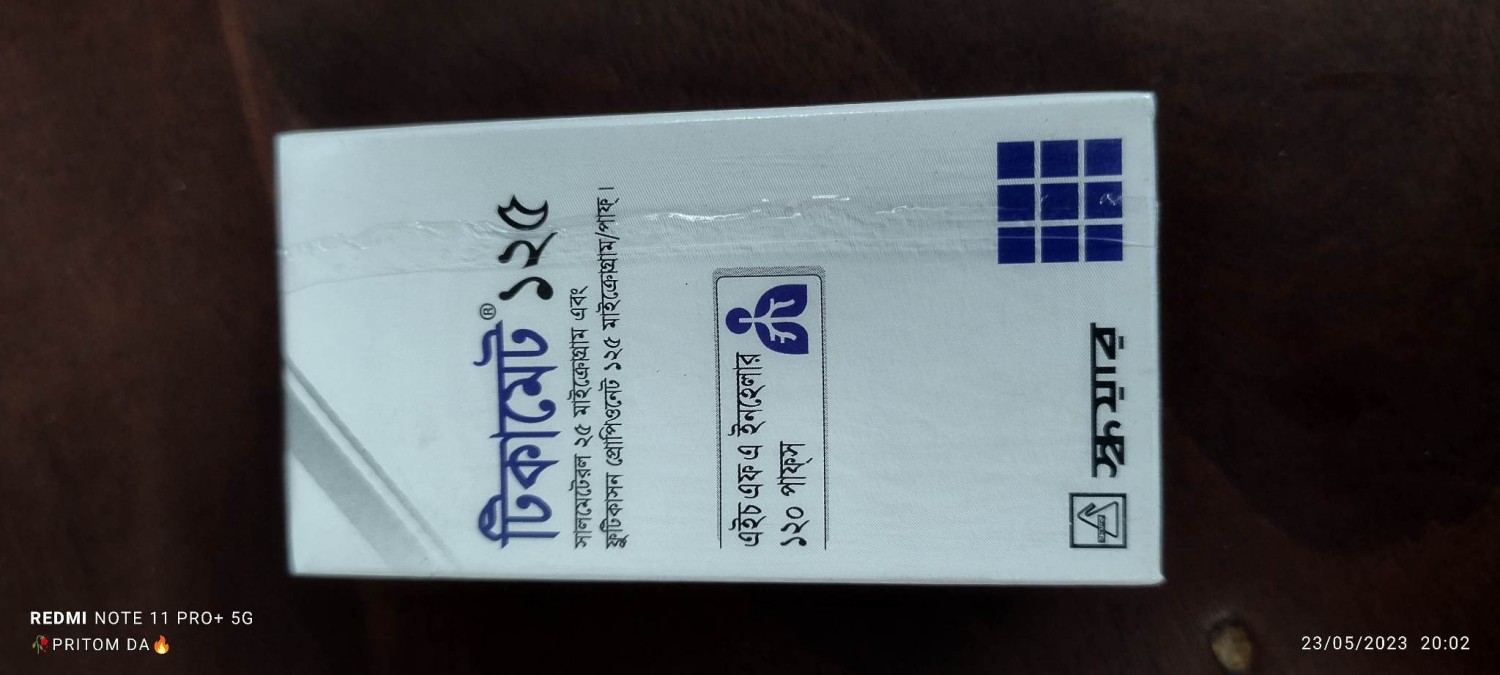 টিকামেট® ১২৫
সালমেটেরল ২৫ মাইক্রোগ্রাম এবং
ফ্লুটিকাসন প্রোপিওনেট ১২৫ মাইক্রোগ্রাম/পাফ্।
এইচ এফ এ ইনহেলার
১২০ পাফ্স
স্কয়ার
REDMI NOTE 11 PRO+ 5G
🥀PRITOM DA🔥
23/05/2023 20:02